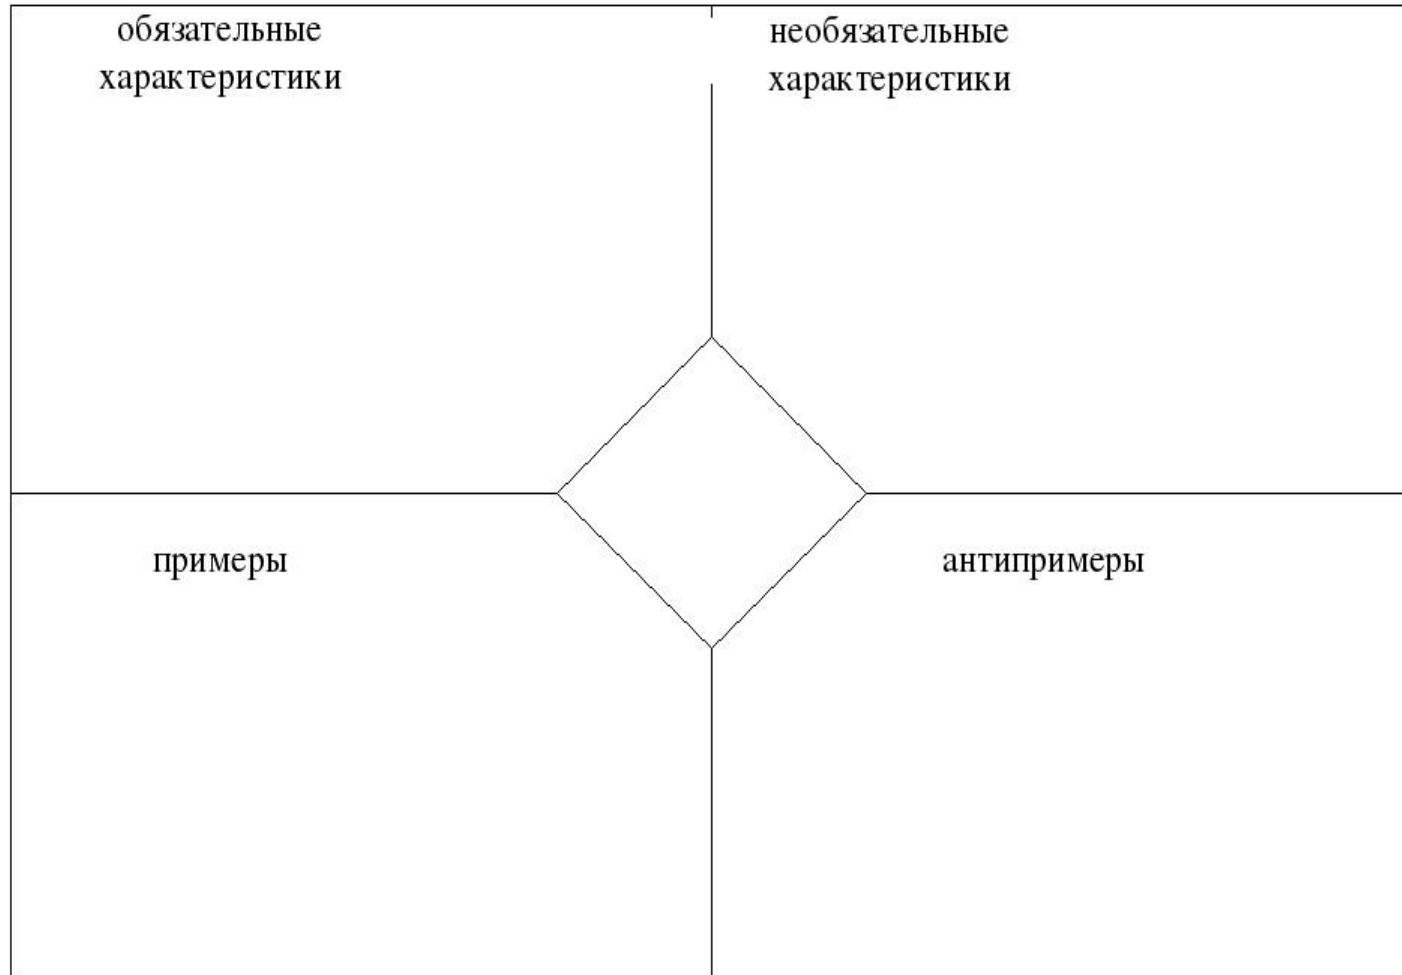 обязательные
характеристики
необязательные
характеристики
примеры
антипримеры